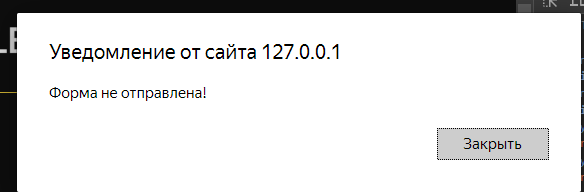 Уведомление от сайта 127.0.0.1
Форма не отправлена!
Закрыть